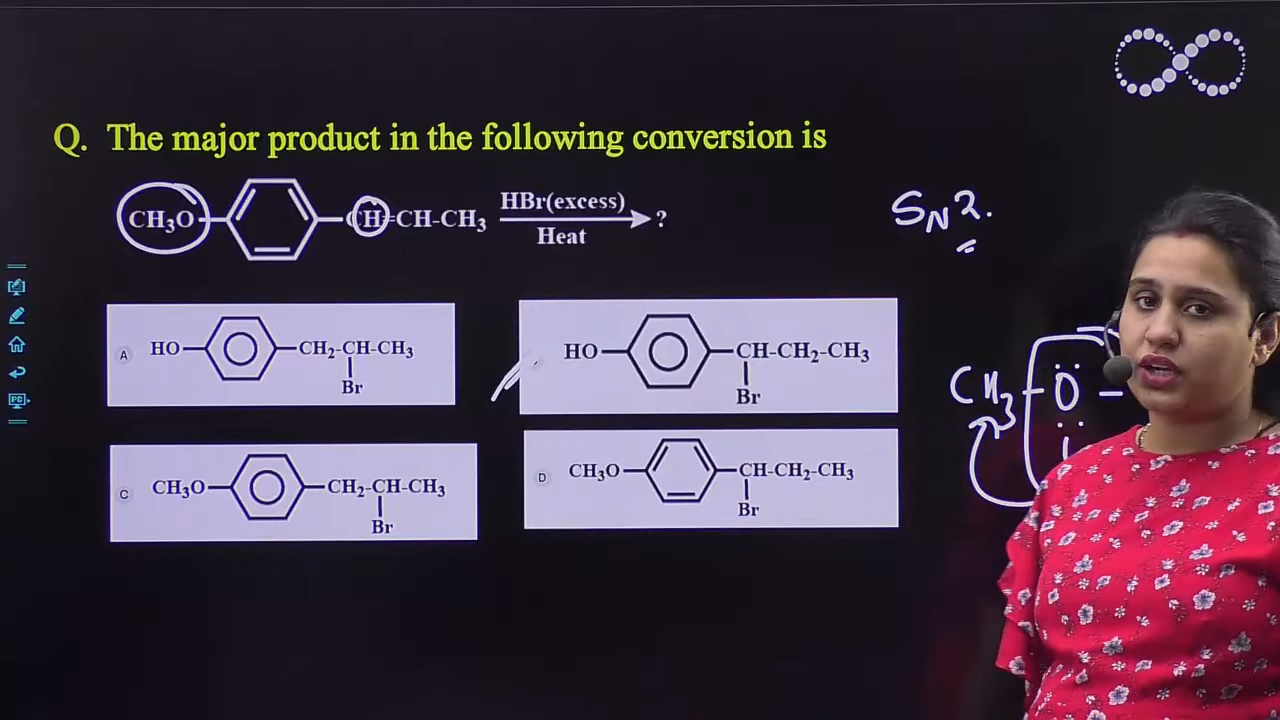 Q. The major product in the following conversion is
CH₃O CH=CH-CH₃ HBr(excess) Heat ?
SN2.
A HO CH₂-CH-CH₃
Br
HO CH-CH₂-CH₃
Br
CH₃-O-
C CH₃O CH₂-CH-CH₃
Br
D CH₃O CH-CH₂-CH₃
Br
PC